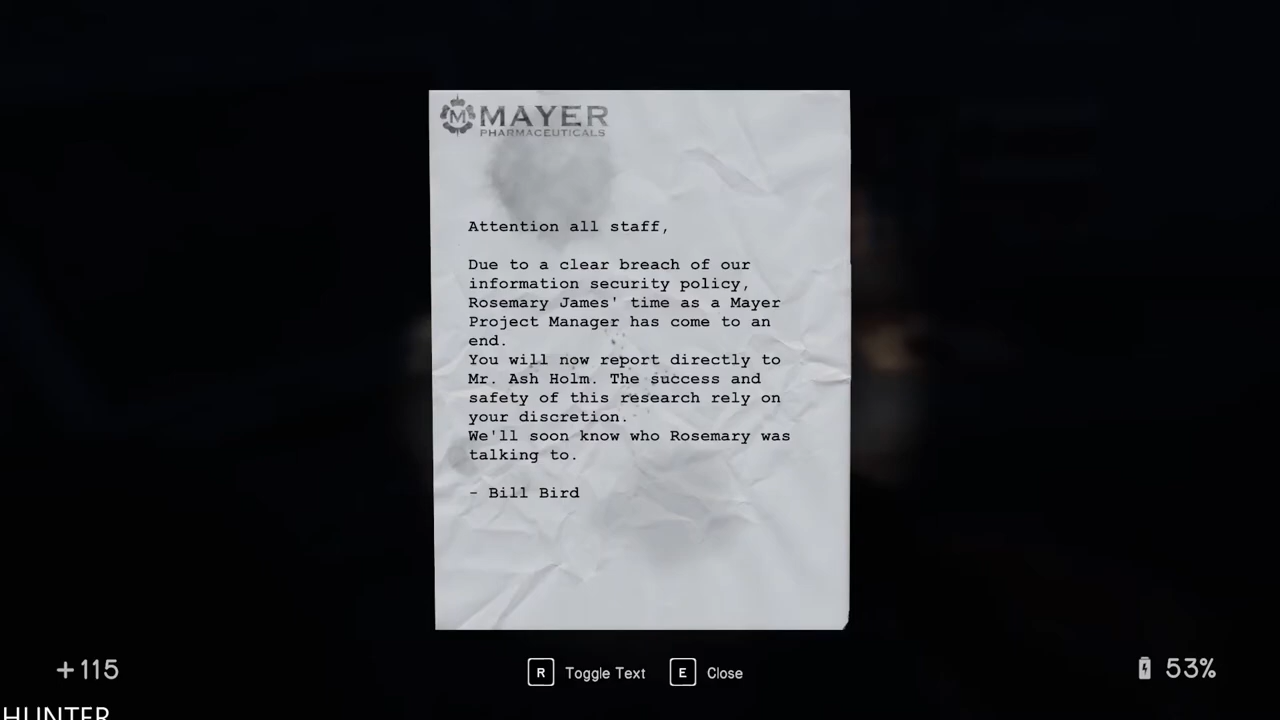 M MAYER
PHARMACEUTICALS
Attention all staff,
Due to a clear breach of our
information security policy,
Rosemary James' time as a Mayer
Project Manager has come to an
end.
You will now report directly to
Mr. Ash Holm. The success and
safety of this research rely on
your discretion.
We'll soon know who Rosemary was
talking to.
- Bill Bird
+115
R Toggle Text E Close
53%
HUNTER